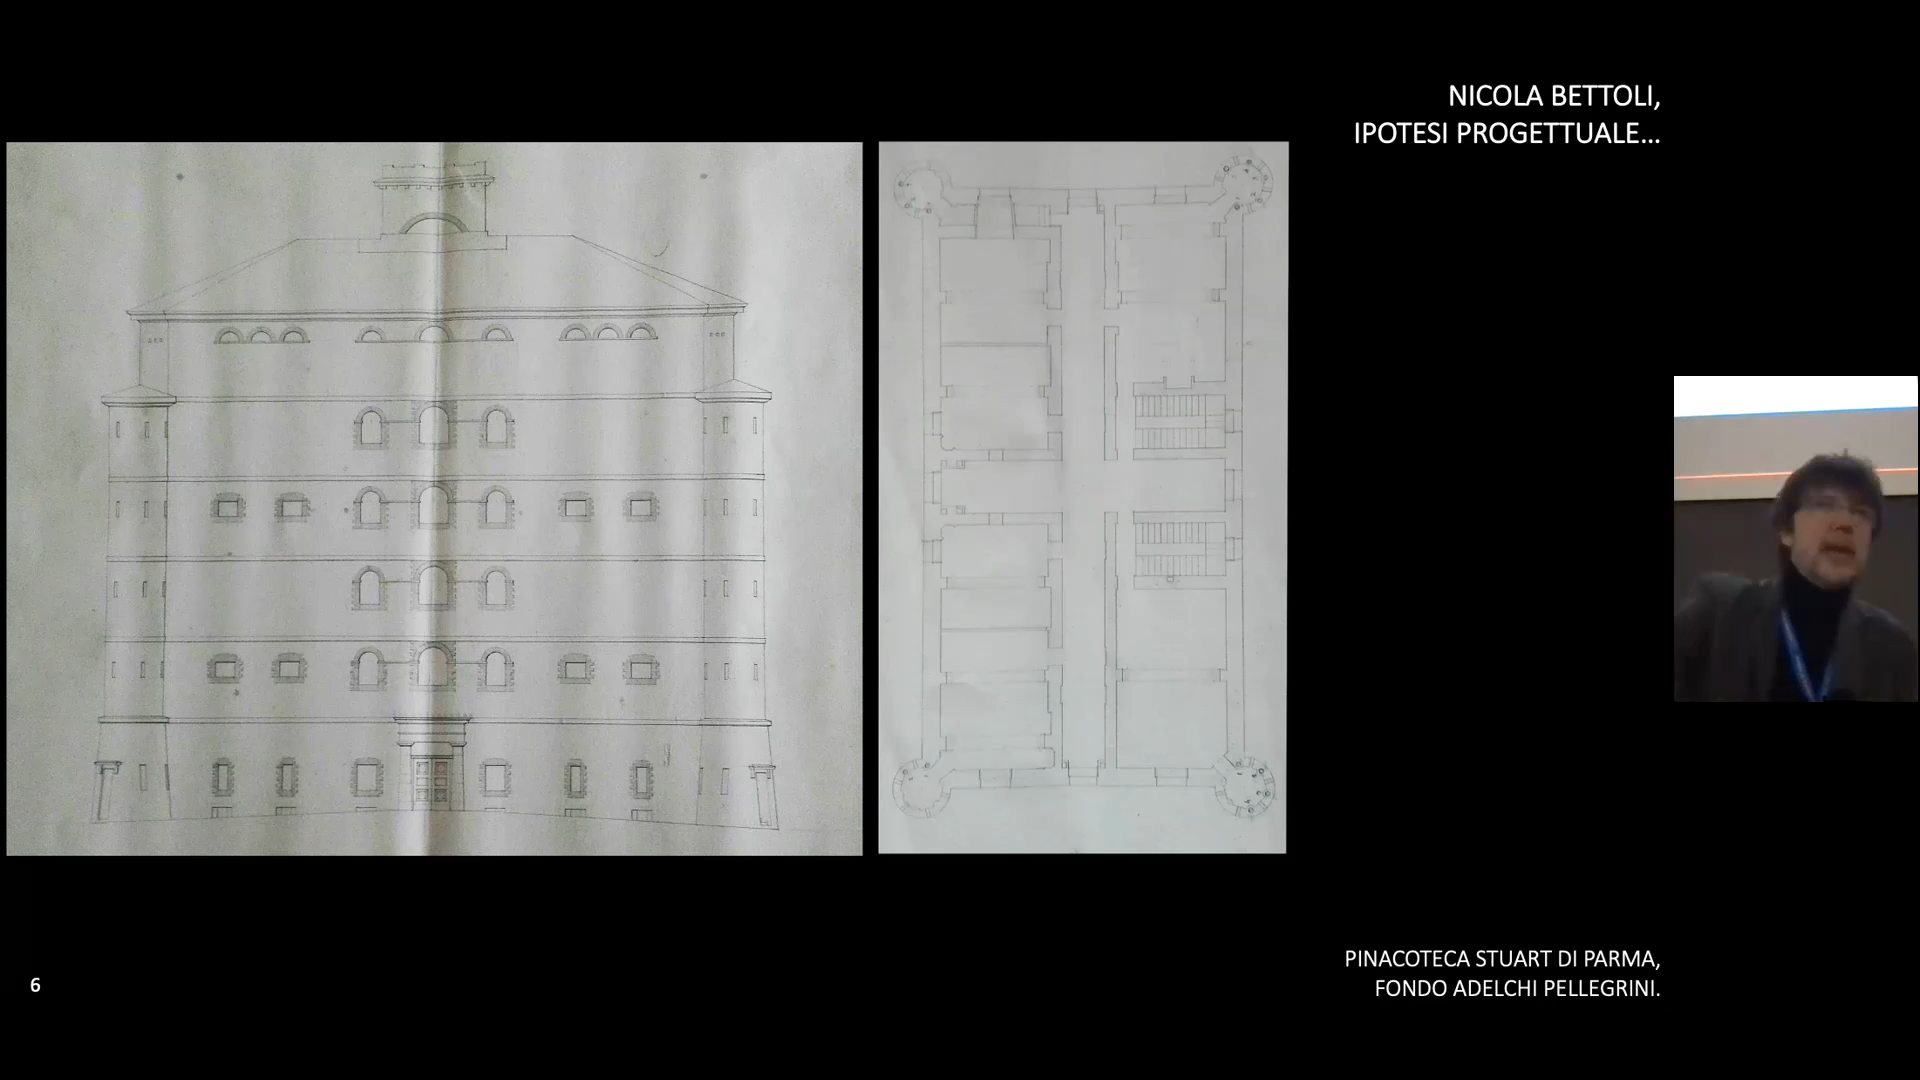 NICOLA BETTOLI,
IPOTESI PROGETTUALE...
PINACOTECA STUART DI PARMA,
FONDO ADELCHI PELLEGRINI.
6